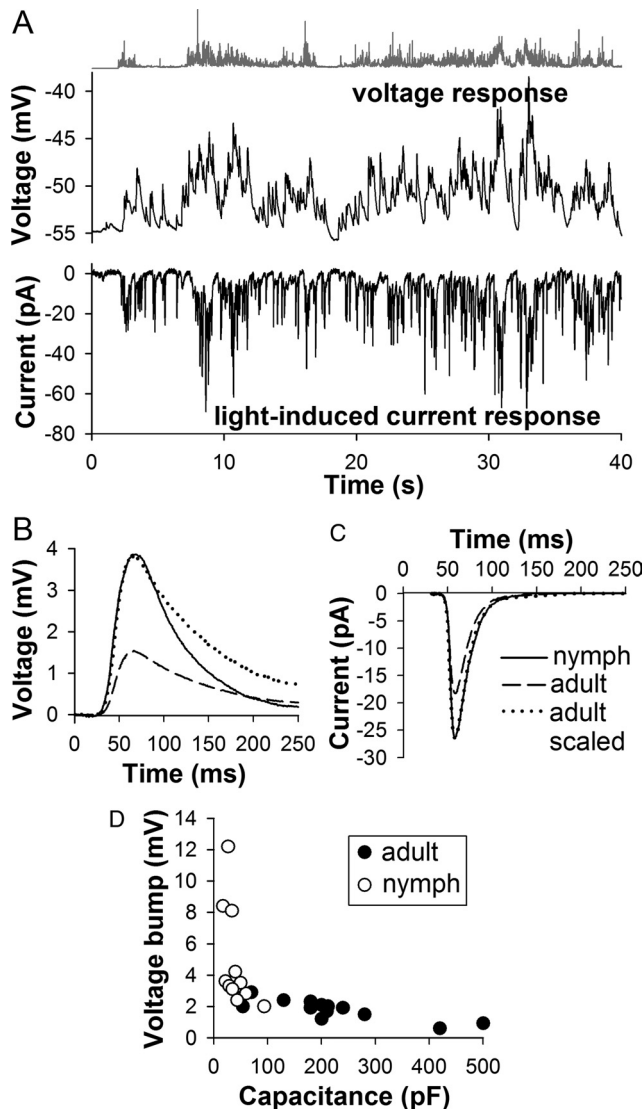 A
voltage response
Voltage (mV)
-40
-45
-50
-55
Current (pA)
0
-20
-40
-60
-80
light-induced current response
0 10 20 30 40
Time (s)
B
Voltage (mV)
4
3
2
1
0
0 50 100 150 200 250
Time (ms)
C
Time (ms)
0 50 100 150 200 250
Current (pA)
0
-5
-10
-15
-20
-25
-30
nymph
adult
adult
scaled
D
Voltage bump (mV)
14
12
10
8
6
4
2
0
adult
nymph
0 100 200 300 400 500
Capacitance (pF)